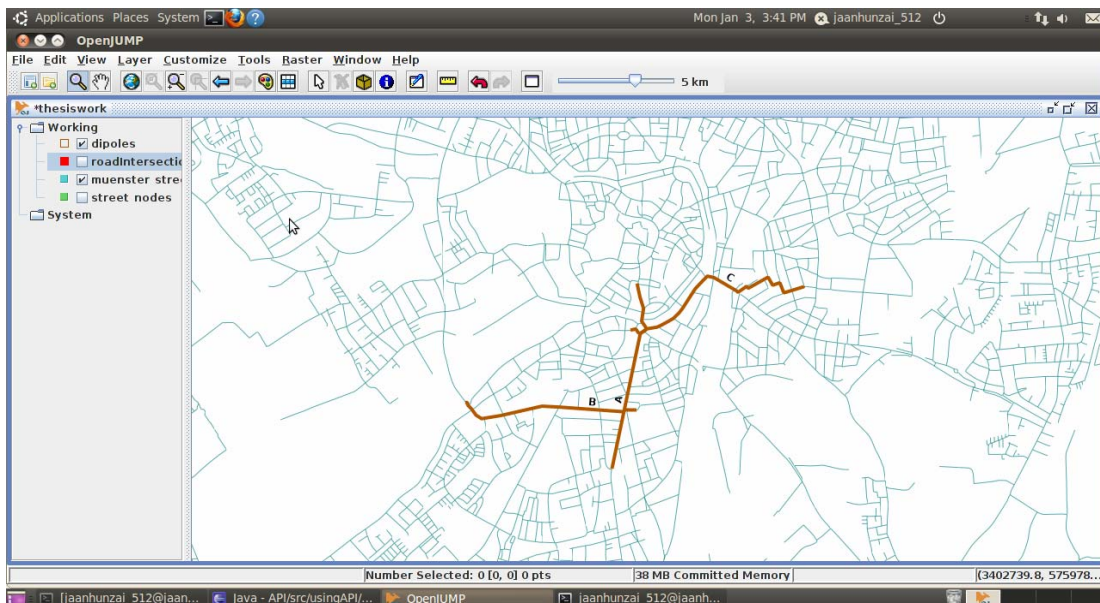 Applications Places System Mon Jan 3, 3:41 PM jaanhunzai_512
OpenJUMP
File Edit View Layer Customize Tools Raster Window Help
5 km
*thesiswork
Working
dipoles
roadIntersectio
muenster stree
street nodes
System
C
B A
Number Selected: 0 [0, 0] 0 pts 38 MB Committed Memory (3402739.8, 575978...
[jaanhunzai_512@jaan... Java - API/src/usingAPI/... OpenJUMP jaanhunzai_512@jaanh...